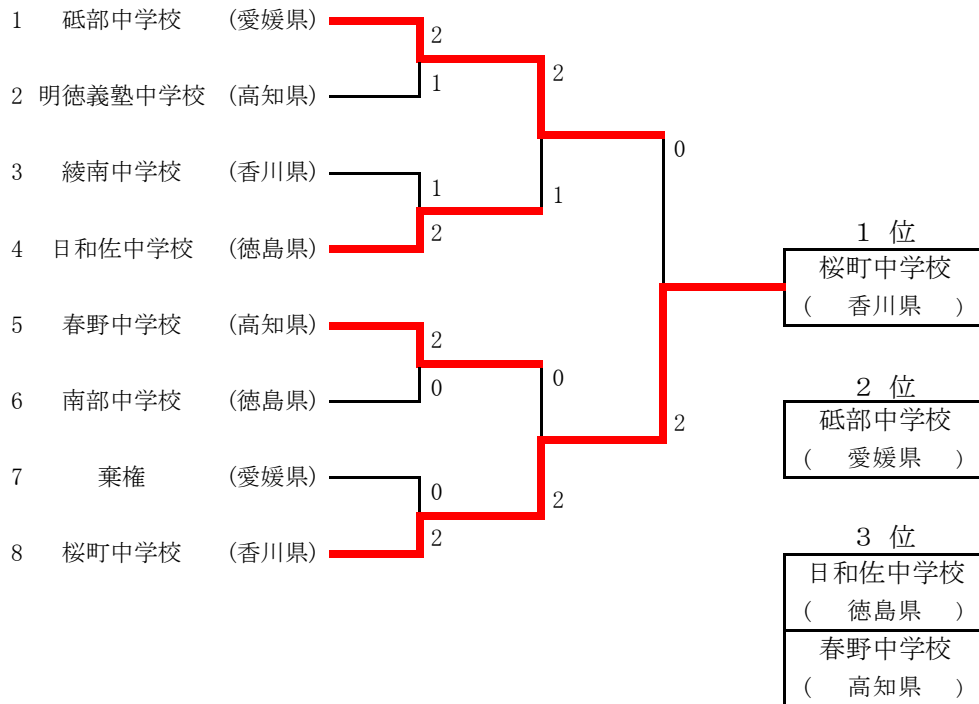 1 砥部中学校 (愛媛県)
2
1
2 明徳義塾中学校 (高知県)
2
3 綾南中学校 (香川県)
1
2
1
4 日和佐中学校 (徳島県)
0
5 春野中学校 (高知県)
2
0
0
6 南部中学校 (徳島県)
2
7 棄権 (愛媛県)
0
2
2
8 桜町中学校 (香川県)
1 位
桜町中学校
( 香川県 )
2 位
砥部中学校
( 愛媛県 )
3 位
日和佐中学校
( 徳島県 )
春野中学校
( 高知県 )